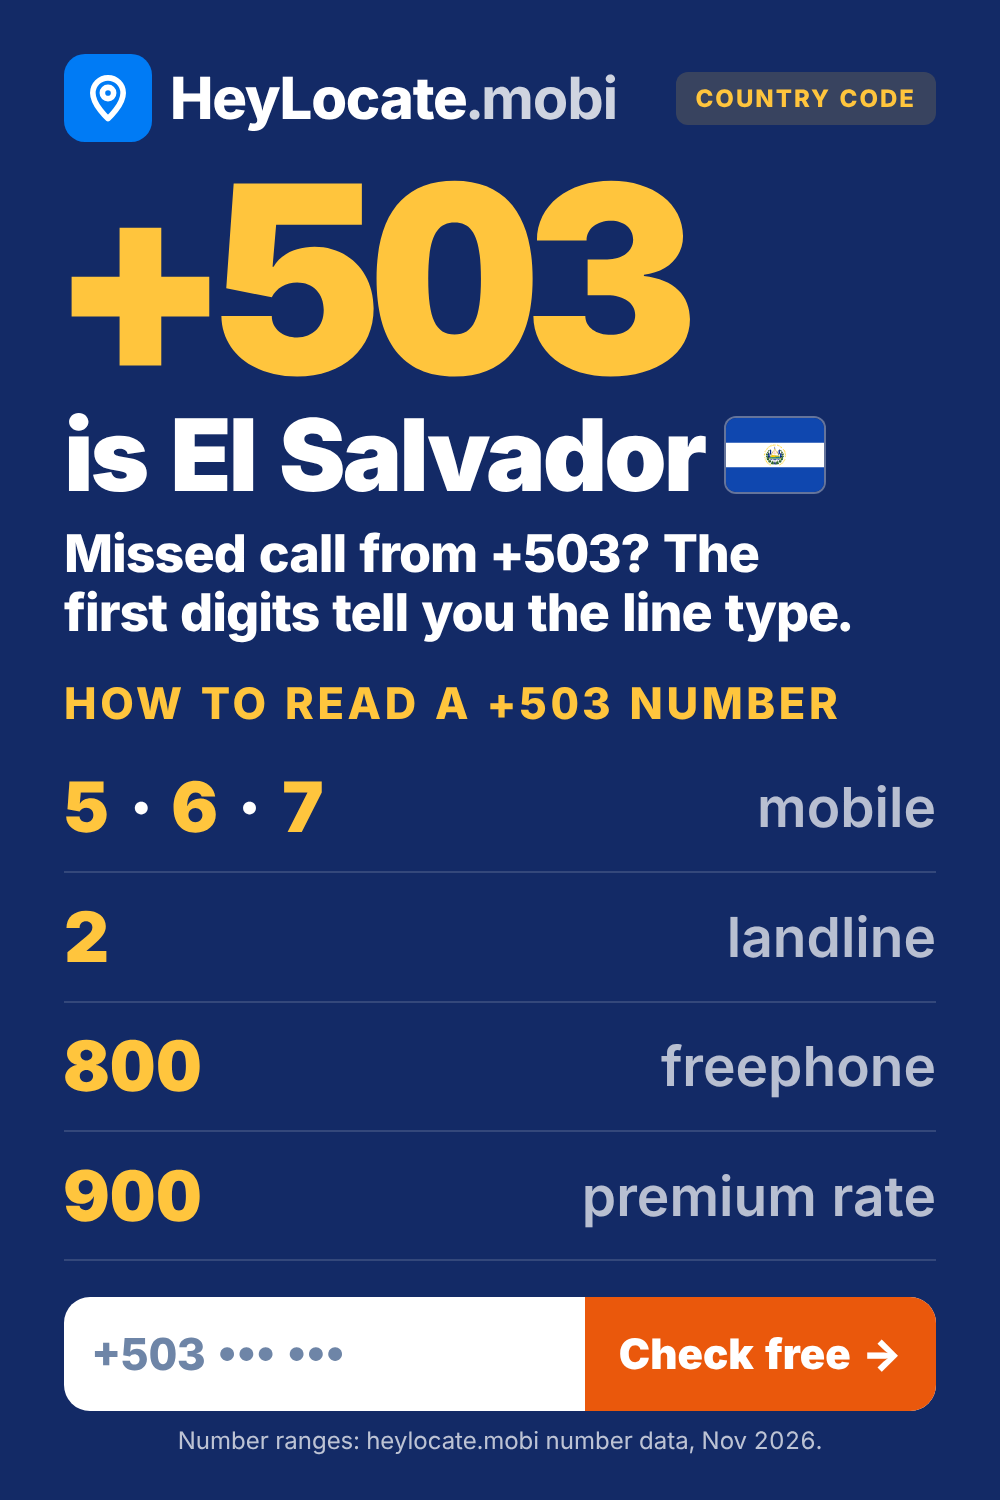 HeyLocate.mobi
COUNTRY CODE
+503
is El Salvador
Missed call from +503? The
first digits tell you the line type.
HOW TO READ A +503 NUMBER
5 · 6 · 7 mobile
2 landline
800 freephone
900 premium rate
+503 ••• •••
Check free →
Number ranges: heylocate.mobi number data, Nov 2026.